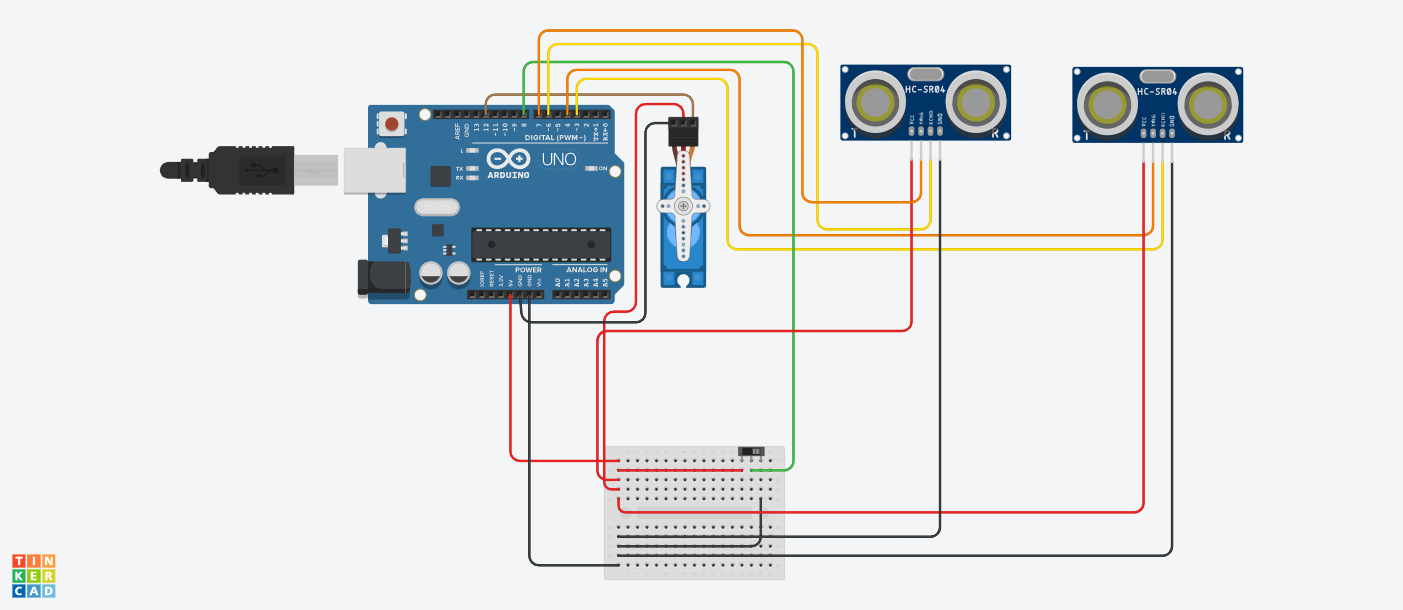 HC-SR04
VCC
TRIG
ECHO
GND
T
R
HC-SR04
VCC
TRIG
ECHO
GND
T
R
AREF
GND
13
12
~11
~10
~9
8
7
~6
~5
4
~3
2
TX→1
RX←0
DIGITAL (PWM~)
L
TX
RX
ARDUINO
UNO
ON
POWER
ANALOG IN
IOREF
RESET
3.3V
5V
GND
GND
Vin
A0
A1
A2
A3
A4
A5
TIN
KER
CAD